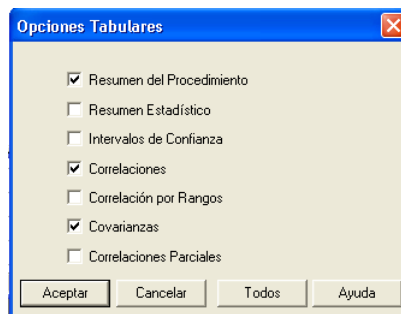 Opciones Tabulares
Resumen del Procedimiento
Resumen Estadístico
Intervalos de Confianza
Correlaciones
Correlación por Rangos
Covarianzas
Correlaciones Parciales
Aceptar Cancelar Todos Ayuda